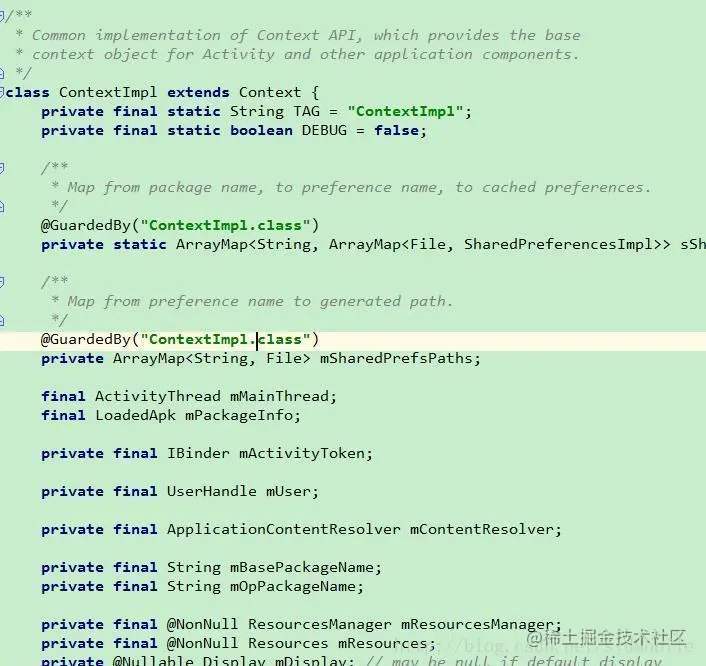 /**
 * Common implementation of Context API, which provides the base
 * context object for Activity and other application components.
 */
class ContextImpl extends Context {
    private final static String TAG = "ContextImpl";
    private final static boolean DEBUG = false;

    /**
     * Map from package name, to preference name, to cached preferences.
     */
    @GuardedBy("ContextImpl.class")
    private static ArrayMap<String, ArrayMap<File, SharedPreferencesImpl>> sSh

    /**
     * Map from preference name to generated path.
     */
    @GuardedBy("ContextImpl.class")
    private ArrayMap<String, File> mSharedPrefsPaths;

    final ActivityThread mMainThread;
    final LoadedApk mPackageInfo;

    private final IBinder mActivityToken;

    private final UserHandle mUser;

    private final ApplicationContentResolver mContentResolver;

    private final String mBasePackageName;
    private final String mOpPackageName;

    private final @NonNull ResourcesManager mResourcesManager;
    private final @NonNull Resources mResources;
    private @Nullable Display mDisplay; // may be null if default display
@稀土掘金技术社区